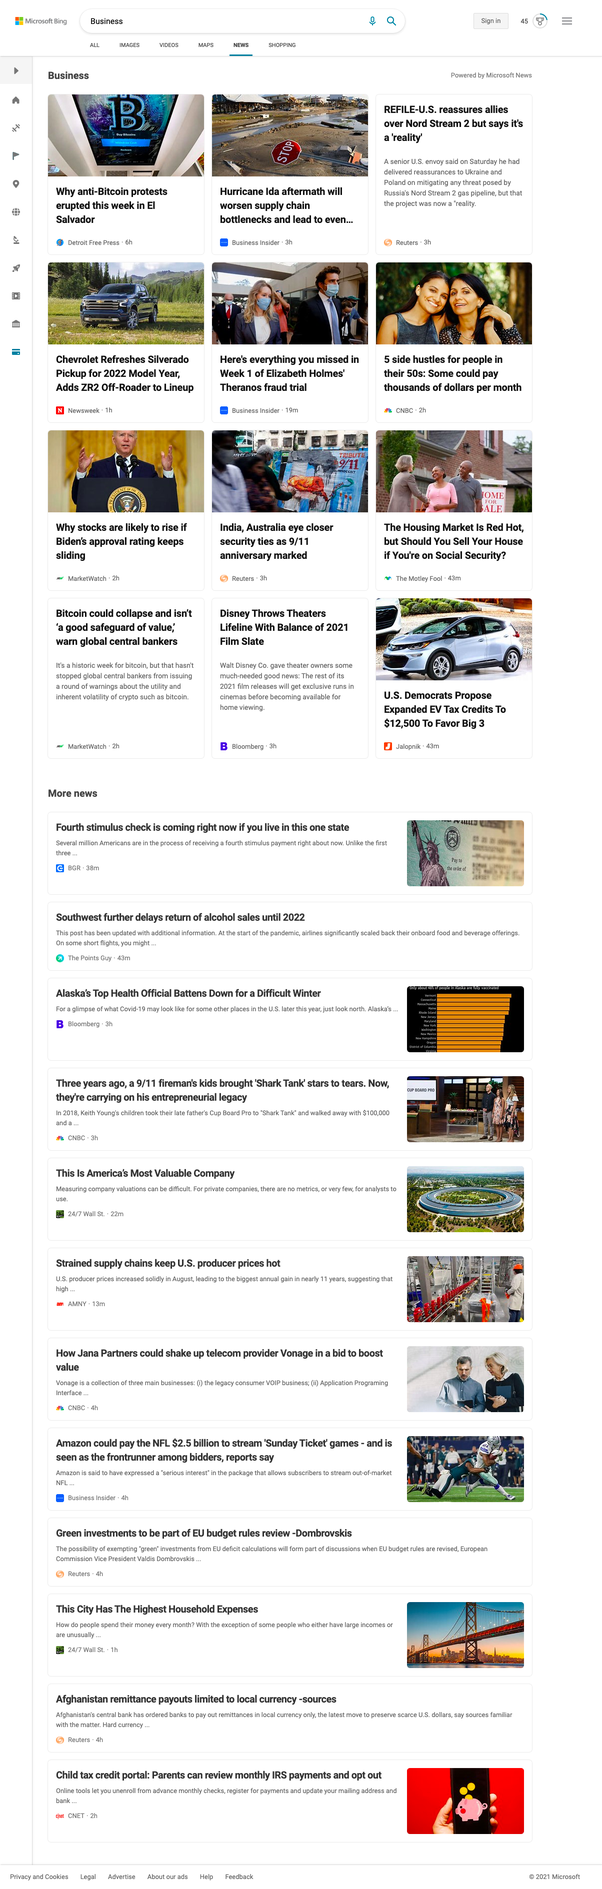 Microsoft Bing
Business
Sign in
45
ALL IMAGES VIDEOS MAPS NEWS SHOPPING
Business
Powered by Microsoft News
Buy Bitcoin
Why anti-Bitcoin protests
erupted this week in El
Salvador
Detroit Free Press · 6h
STOP
Hurricane Ida aftermath will
worsen supply chain
bottlenecks and lead to even...
Business Insider · 3h
REFILE-U.S. reassures allies
over Nord Stream 2 but says it's
a 'reality'
A senior U.S. envoy said on Saturday he had
delivered reassurances to Ukraine and
Poland on mitigating any threat posed by
Russia's Nord Stream 2 gas pipeline, but that
the project was now a "reality.
Reuters · 3h
Chevrolet Refreshes Silverado
Pickup for 2022 Model Year,
Adds ZR2 Off-Roader to Lineup
Newsweek · 1h
Here's everything you missed in
Week 1 of Elizabeth Holmes'
Theranos fraud trial
Business Insider · 19m
5 side hustles for people in
their 50s: Some could pay
thousands of dollars per month
CNBC · 2h
Why stocks are likely to rise if
Biden's approval rating keeps
sliding
MarketWatch · 2h
TRIBUTE
9/11
India, Australia eye closer
security ties as 9/11
anniversary marked
Reuters · 3h
HOME
FOR
SALE
The Housing Market Is Red Hot,
but Should You Sell Your House
if You're on Social Security?
The Motley Fool · 43m
Bitcoin could collapse and isn't
'a good safeguard of value,'
warn global central bankers
It's a historic week for bitcoin, but that hasn't
stopped global central bankers from issuing
a round of warnings about the utility and
inherent volatility of crypto such as bitcoin.
MarketWatch · 2h
Disney Throws Theaters
Lifeline With Balance of 2021
Film Slate
Walt Disney Co. gave theater owners some
much-needed good news: The rest of its
2021 film releases will get exclusive runs in
cinemas before becoming available for
home viewing.
Bloomberg · 3h
U.S. Democrats Propose
Expanded EV Tax Credits To
$12,500 To Favor Big 3
Jalopnik · 43m
More news
Fourth stimulus check is coming right now if you live in this one state
Several million Americans are in the process of receiving a fourth stimulus payment right about now. Unlike the first
three ...
BGR · 38m
Pay to
the order of
Southwest further delays return of alcohol sales until 2022
This post has been updated with additional information. At the start of the pandemic, airlines significantly scaled back their onboard food and beverage offerings.
On some short flights, you might ...
The Points Guy · 43m
Alaska's Top Health Official Battens Down for a Difficult Winter
For a glimpse of what Covid-19 may look like for some other places in the U.S. later this year, just look north. Alaska's ...
Bloomberg · 3h
Three years ago, a 9/11 fireman's kids brought 'Shark Tank' stars to tears. Now,
they're carrying on his entrepreneurial legacy
In 2018, Keith Young's children took their late father's Cup Board Pro to "Shark Tank" and walked away with $100,000
and a ...
CNBC · 3h
CUP BOARD PRO
This Is America's Most Valuable Company
Measuring company valuations can be difficult. For private companies, there are no metrics, or very few, for analysts to
use.
24/7 Wall St. · 22m
Strained supply chains keep U.S. producer prices hot
U.S. producer prices increased solidly in August, leading to the biggest annual gain in nearly 11 years, suggesting that
high ...
AMNY · 13m
How Jana Partners could shake up telecom provider Vonage in a bid to boost
value
Vonage is a collection of three main businesses: (i) the legacy consumer VOIP business; (ii) Application Programing
Interface ...
CNBC · 4h
Amazon could pay the NFL $2.5 billion to stream 'Sunday Ticket' games - and is
seen as the frontrunner among bidders, reports say
Amazon is said to have expressed a "serious interest" in the package that allows subscribers to stream out-of-market
NFL ...
Business Insider · 4h
Green investments to be part of EU budget rules review -Dombrovskis
The possibility of exempting "green" investments from EU deficit calculations will form part of discussions when EU budget rules are revised, European
Commission Vice President Valdis Dombrovskis ...
Reuters · 4h
This City Has The Highest Household Expenses
How do people spend their money every month? With the exception of some people who either have large incomes or
are unusually ...
24/7 Wall St. · 1h
Afghanistan remittance payouts limited to local currency -sources
Afghanistan's central bank has ordered banks to pay out remittances in local currency only, the latest move to preserve scarce U.S. dollars, say sources familiar
with the matter. Hard currency ...
Reuters · 4h
Child tax credit portal: Parents can review monthly IRS payments and opt out
Online tools let you unenroll from advance monthly checks, register for payments and update your mailing address and
bank ...
CNET · 2h
Privacy and Cookies Legal Advertise About our ads Help Feedback
© 2021 Microsoft